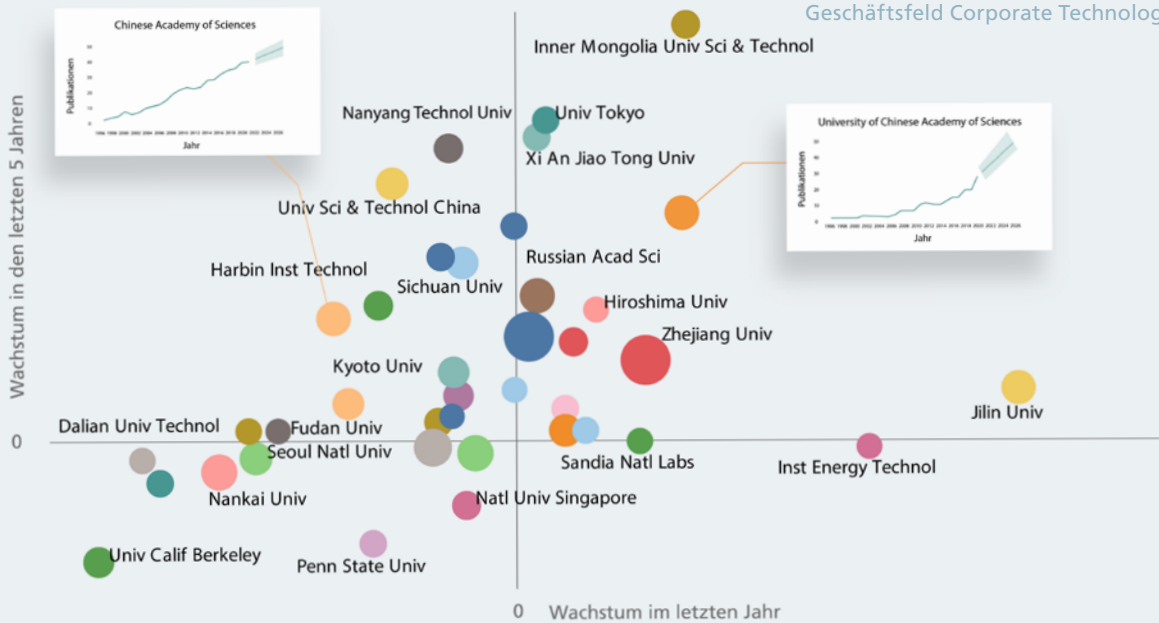 Geschäftsfeld Corporate Technolog
Chinese Academy of Sciences
Publikationen
Jahr
Inner Mongolia Univ Sci & Technol
Nanyang Technol Univ
Univ Tokyo
Xi An Jiao Tong Univ
University of Chinese Academy of Sciences
Publikationen
Jahr
Univ Sci & Technol China
Russian Acad Sci
Harbin Inst Technol
Sichuan Univ
Hiroshima Univ
Zhejiang Univ
Kyoto Univ
Jilin Univ
Dalian Univ Technol
Fudan Univ
Seoul Natl Univ
Sandia Natl Labs
Inst Energy Technol
Nankai Univ
Natl Univ Singapore
Univ Calif Berkeley
Penn State Univ
Wachstum in den letzten 5 Jahren
0
0 Wachstum im letzten Jahr